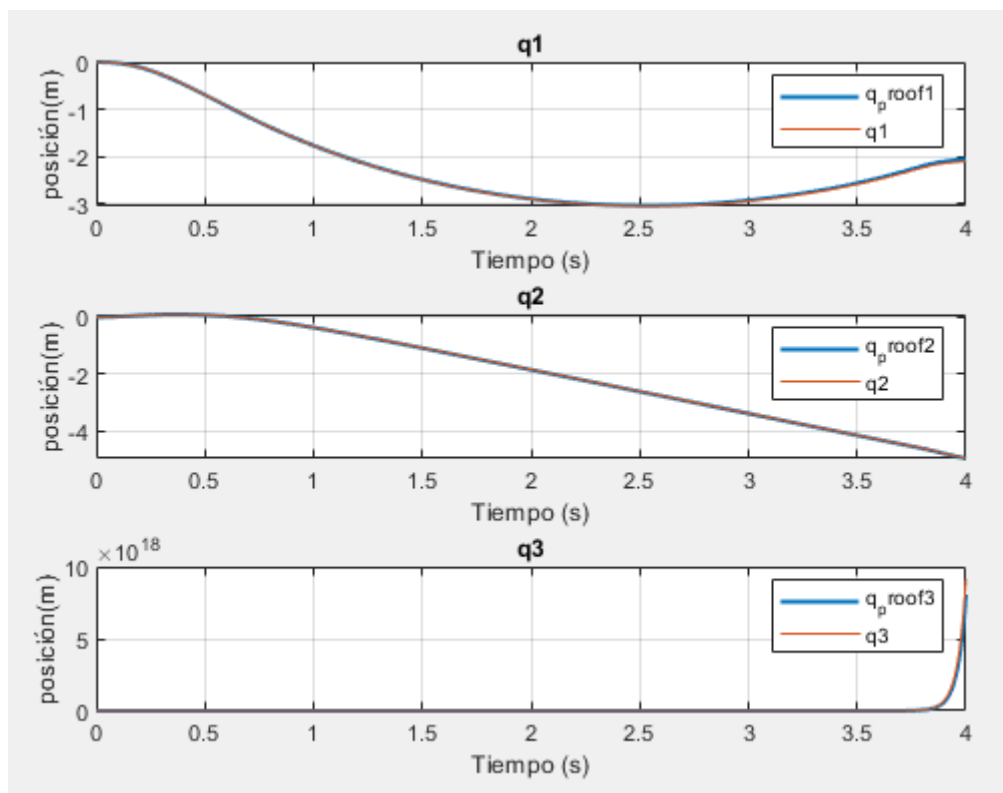 q1
0
-1
-2
-3
posición(m)
q_proof1
q1
0 0.5 1 1.5 2 2.5 3 3.5 4
Tiempo (s)
q2
0
-2
-4
posición(m)
q_proof2
q2
0 0.5 1 1.5 2 2.5 3 3.5 4
Tiempo (s)
×10^18
q3
10
5
0
posición(m)
q_proof3
q3
0 0.5 1 1.5 2 2.5 3 3.5 4
Tiempo (s)